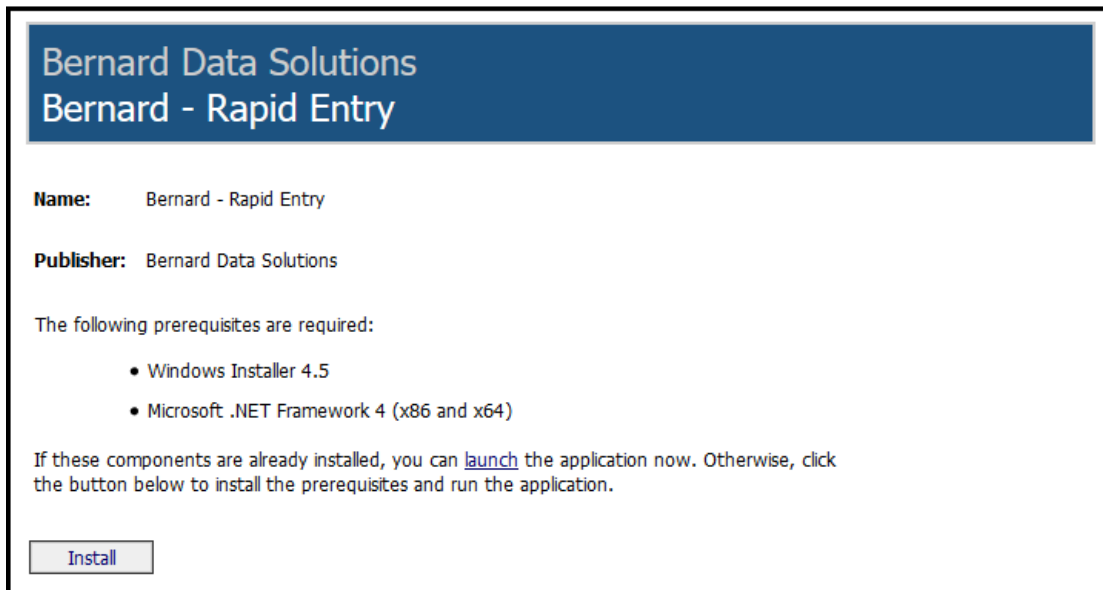 Bernard Data Solutions
Bernard - Rapid Entry
Name: Bernard - Rapid Entry
Publisher: Bernard Data Solutions
The following prerequisites are required:
• Windows Installer 4.5
• Microsoft .NET Framework 4 (x86 and x64)
If these components are already installed, you can launch the application now. Otherwise, click
the button below to install the prerequisites and run the application.
Install